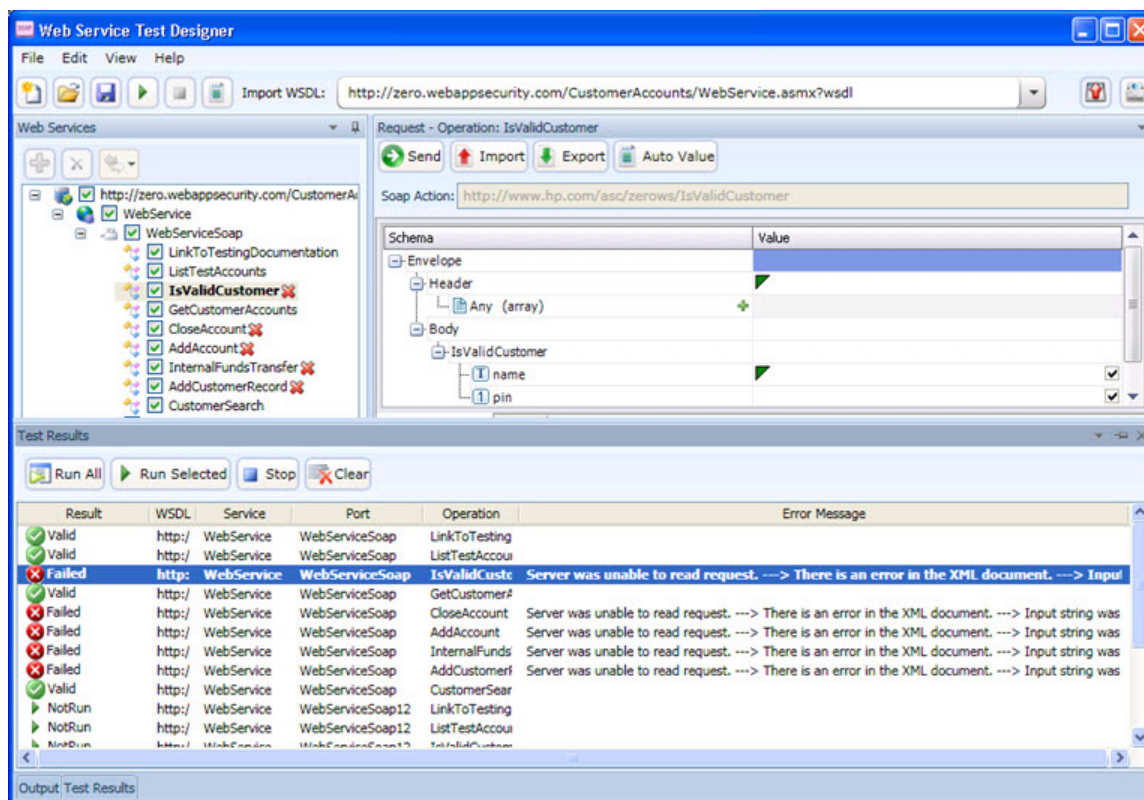 Web Service Test Designer
File Edit View Help
Import WSDL: http://zero.webappsecurity.com/CustomerAccounts/WebService.asmx?wsdl
Web Services
http://zero.webappsecurity.com/CustomerA
WebService
WebServiceSoap
LinkToTestingDocumentation
ListTestAccounts
IsValidCustomer
GetCustomerAccounts
CloseAccount
AddAccount
InternalFundsTransfer
AddCustomerRecord
CustomerSearch
Request - Operation: IsValidCustomer
Send Import Export Auto Value
Soap Action: http://www.hp.com/asc/zerows/IsValidCustomer
Schema Value
Envelope
Header
Any (array)
Body
IsValidCustomer
T name
1 pin
Test Results
Run All Run Selected Stop Clear
Result WSDL Service Port Operation Error Message
Valid http:/ WebService WebServiceSoap LinkToTesting
Valid http:/ WebService WebServiceSoap ListTestAccou
Failed http: WebService WebServiceSoap IsValidCusto Server was unable to read request. ---> There is an error in the XML document. ---> Input
Valid http:/ WebService WebServiceSoap GetCustomerA
Failed http:/ WebService WebServiceSoap CloseAccount Server was unable to read request. ---> There is an error in the XML document. ---> Input string was
Failed http:/ WebService WebServiceSoap AddAccount Server was unable to read request. ---> There is an error in the XML document. ---> Input string was
Failed http:/ WebService WebServiceSoap InternalFunds Server was unable to read request. ---> There is an error in the XML document. ---> Input string was
Failed http:/ WebService WebServiceSoap AddCustomerF Server was unable to read request. ---> There is an error in the XML document. ---> Input string was
Valid http:/ WebService WebServiceSoap CustomerSear
NotRun http:/ WebService WebServiceSoap12 LinkToTesting
NotRun http:/ WebService WebServiceSoap12 ListTestAccou
NotRun http:/ WebService WebServiceSoap12 IsValidCustom
Output Test Results